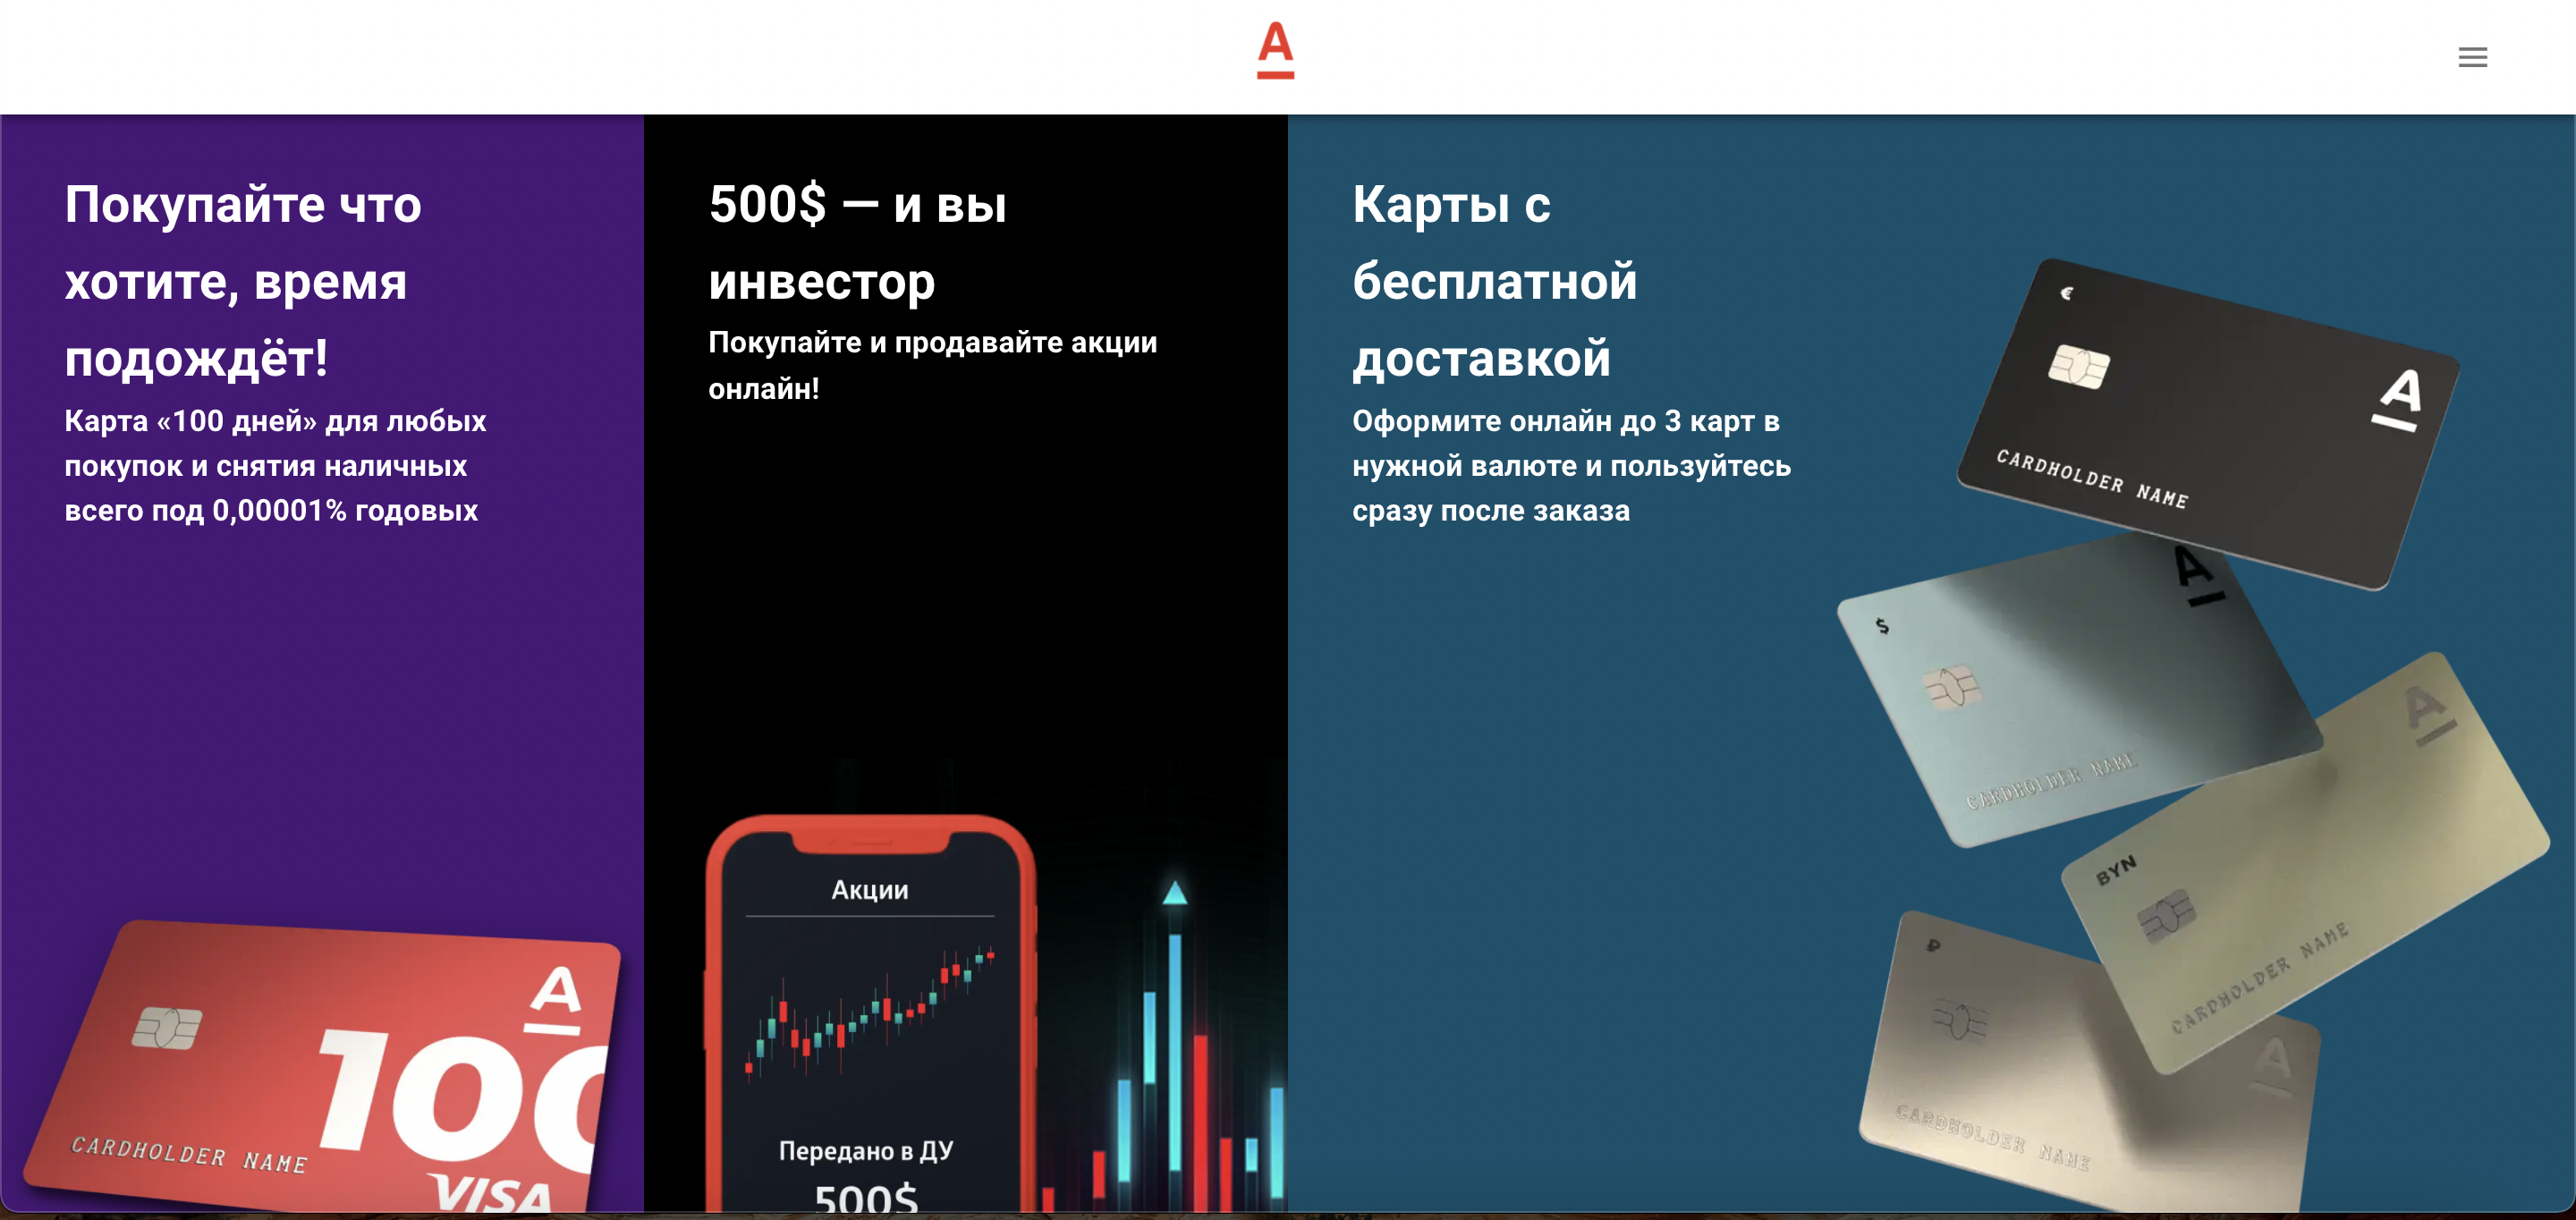 A
Покупайте что
хотите, время
подождёт!
Карта «100 дней» для любых
покупок и снятия наличных
всего под 0,00001% годовых
A
100
CARDHOLDER NAME
VISA
500$ — и вы
инвестор
Покупайте и продавайте акции
онлайн!
Акции
Передано в ДУ
500$
Карты с
бесплатной
доставкой
Оформите онлайн до 3 карт в
нужной валюте и пользуйтесь
сразу после заказа
€
A
CARDHOLDER NAME
$
A
CARDHOLDER NAME
BYN
A
CARDHOLDER NAME
₽
A
CARDHOLDER NAME